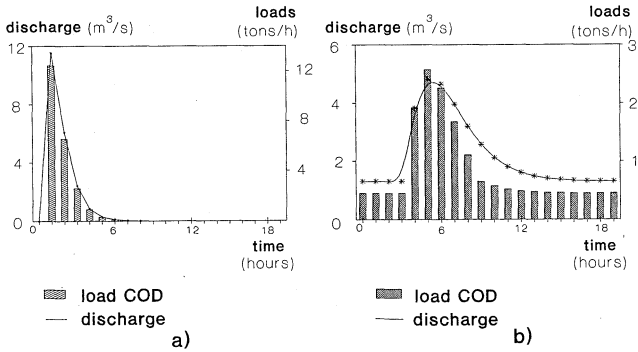 discharge (m³/s) loads (tons/h)
12
12
8
8
4
4
0
0 6 12 18
time (hours)
load COD
discharge
a)
discharge (m³/s) loads (tons/h)
6 3
4
2
2
1
0
0 6 12 18
time (hours)
load COD
discharge
b)